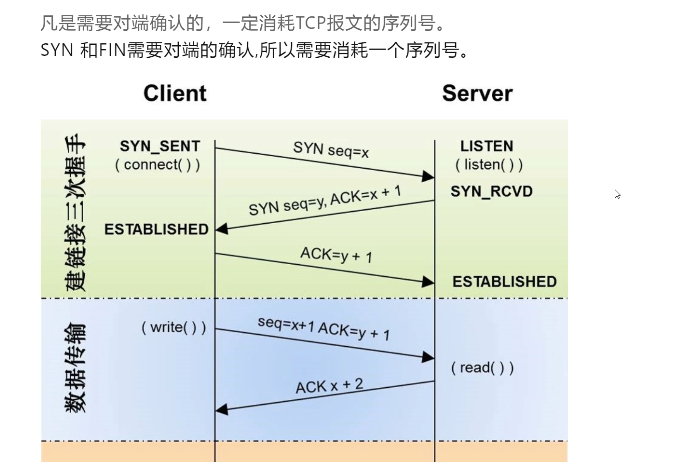 凡是需要对端确认的，一定消耗TCP报文的序列号。
SYN 和FIN需要对端的确认,所以需要消耗一个序列号。
Client
Server
建链接三次握手
SYN_SENT
( connect( ) )
SYN seq=x
LISTEN
( listen( ) )
SYN_RCVD
SYN seq=y, ACK=x + 1
ESTABLISHED
ACK=y + 1
ESTABLISHED
数据传输
( write( ) )
seq=x+1 ACK=y + 1
( read( ) )
ACK x + 2